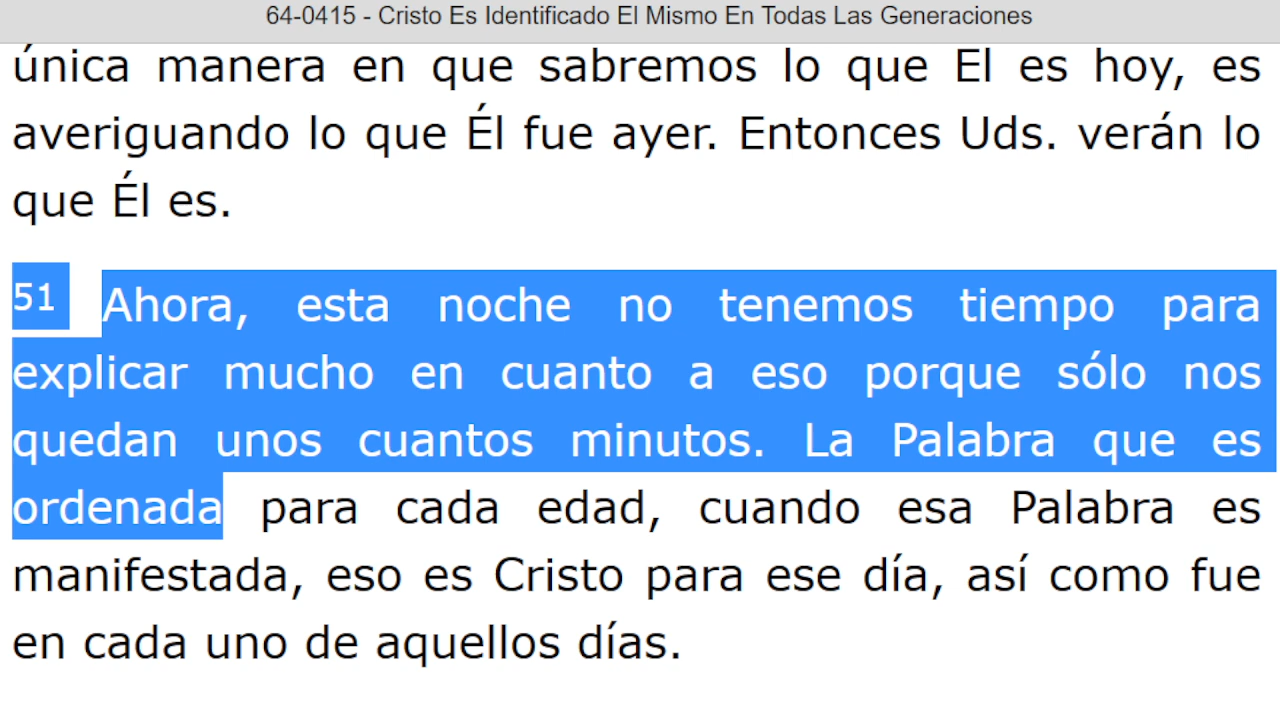 64-0415 - Cristo Es Identificado El Mismo En Todas Las Generaciones
única manera en que sabremos lo que Él es hoy, es
averiguando lo que Él fue ayer. Entonces Uds. verán lo
que Él es.
51 Ahora, esta noche no tenemos tiempo para
explicar mucho en cuanto a eso porque sólo nos
quedan unos cuantos minutos. La Palabra que es
ordenada para cada edad, cuando esa Palabra es
manifestada, eso es Cristo para ese día, así como fue
en cada uno de aquellos días.